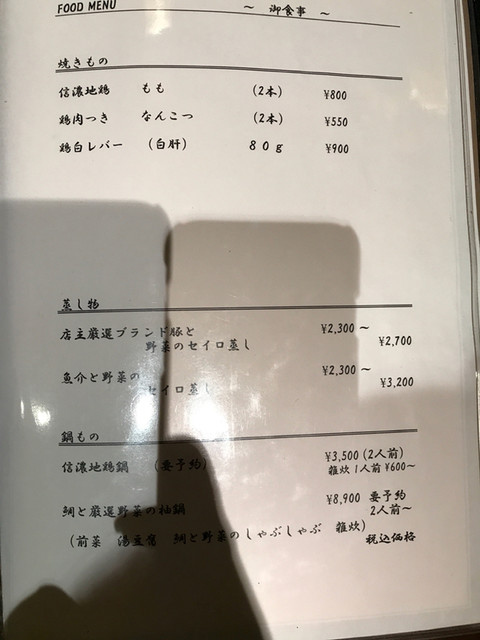 FOOD MENU ～ 御食事 ～
焼きもの
信濃地鶏 もも (2本) ¥800
鶏肉つき なんこつ (2本) ¥550
鶏白レバー (白肝) 80g ¥900
蒸し物
店主厳選ブランド豚と ¥2,300 ～
野菜のセイロ蒸し ¥2,700
魚介と野菜の ¥2,300 ～
セイロ蒸し ¥3,200
鍋もの
信濃地鶏鍋 (要予約) ¥3,500 (2人前)
雑炊 1人前 ¥600～
鯛と厳選野菜の柚鍋 ¥8,900 要予約
2人前～
(前菜 湯豆腐 鯛と野菜のしゃぶしゃぶ 雑炊)
税込価格